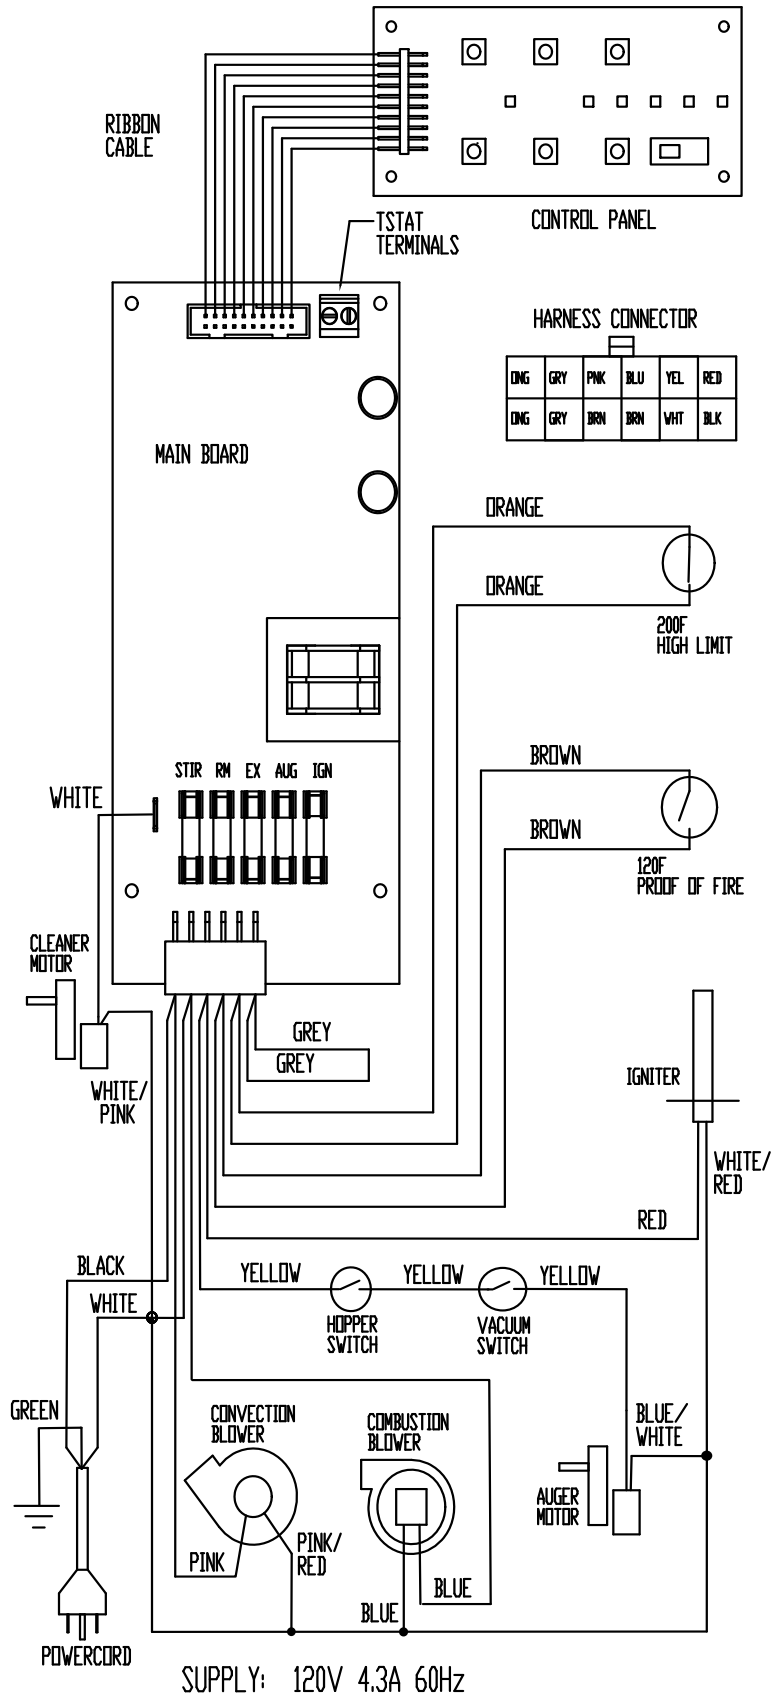 RIBBON
CABLE
CONTROL PANEL
TSTAT
TERMINALS
HARNESS CONNECTOR
ONG GRY PNK BLU YEL RED
ONG GRY BRN BRN WHT BLK
MAIN BOARD
ORANGE
ORANGE
200F
HIGH LIMIT
BROWN
STIR RM EX AUG IGN
WHITE
BROWN
120F
PROOF OF FIRE
CLEANER
MOTOR
GREY
GREY
IGNITER
WHITE/
PINK
WHITE/
RED
RED
BLACK
YELLOW YELLOW YELLOW
WHITE
HOPPER
SWITCH
VACUUM
SWITCH
GREEN
CONVECTION
BLOWER
COMBUSTION
BLOWER
BLUE/
WHITE
AUGER
MOTOR
PINK
PINK/
RED
BLUE
BLUE
POWERCORD
SUPPLY: 120V 4.3A 60Hz